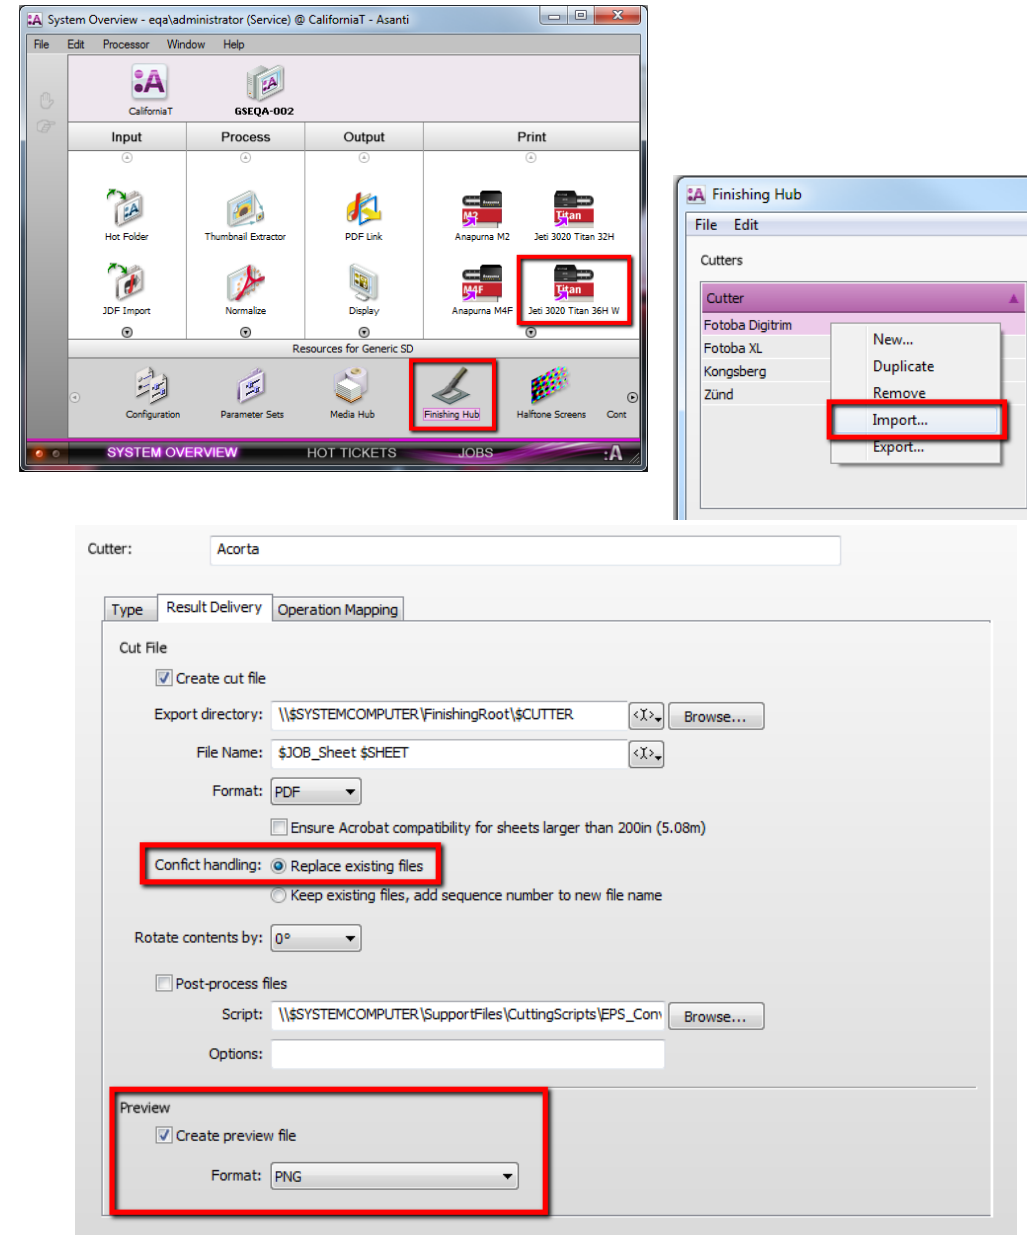 :A System Overview - eqa\administrator (Service) @ CaliforniaT - Asanti
File Edit Processor Window Help
:A
CaliforniaT
:A
GSEQA-002
Input Process Output Print
Hot Folder Thumbnail Extractor PDF Link M2 Anapurna M2 Titan Jeti 3020 Titan 32H
JDF Import Normalize Display M4F Anapurna M4F Titan Jeti 3020 Titan 36H W
Resources for Generic SD
Configuration Parameter Sets Media Hub Finishing Hub Halftone Screens Cont
SYSTEM OVERVIEW HOT TICKETS JOBS :A
:A Finishing Hub
File Edit
Cutters
Cutter
Fotoba Digitrim
Fotoba XL
Kongsberg
Zünd
New...
Duplicate
Remove
Import...
Export...
Cutter: Acorta
Type Result Delivery Operation Mapping
Cut File
Create cut file
Export directory: \\$SYSTEMCOMPUTER\FinishingRoot\$CUTTER Browse...
File Name: $JOB_Sheet $SHEET
Format: PDF
Ensure Acrobat compatibility for sheets larger than 200in (5.08m)
Confict handling: Replace existing files
Keep existing files, add sequence number to new file name
Rotate contents by: 0°
Post-process files
Script: \\$SYSTEMCOMPUTER\SupportFiles\CuttingScripts\EPS_Conv Browse...
Options:
Preview
Create preview file
Format: PNG